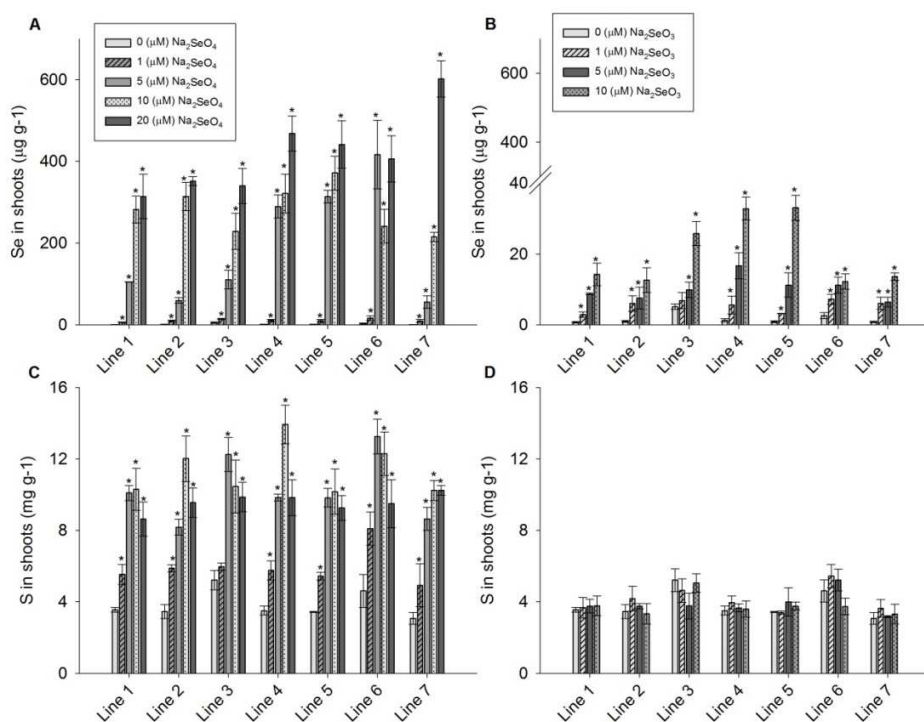 A
0 (μM) Na₂SeO₄
1 (μM) Na₂SeO₄
5 (μM) Na₂SeO₄
10 (μM) Na₂SeO₄
20 (μM) Na₂SeO₄
Se in shoots (μg g-1)
600
400
200
0
Line 1
Line 2
Line 3
Line 4
Line 5
Line 6
Line 7
B
0 (μM) Na₂SeO₃
1 (μM) Na₂SeO₃
5 (μM) Na₂SeO₃
10 (μM) Na₂SeO₃
Se in shoots (μg g-1)
600
400
40
20
0
Line 1
Line 2
Line 3
Line 4
Line 5
Line 6
Line 7
C
S in shoots (mg g-1)
16
12
8
4
0
Line 1
Line 2
Line 3
Line 4
Line 5
Line 6
Line 7
D
S in shoots (mg g-1)
16
12
8
4
0
Line 1
Line 2
Line 3
Line 4
Line 5
Line 6
Line 7